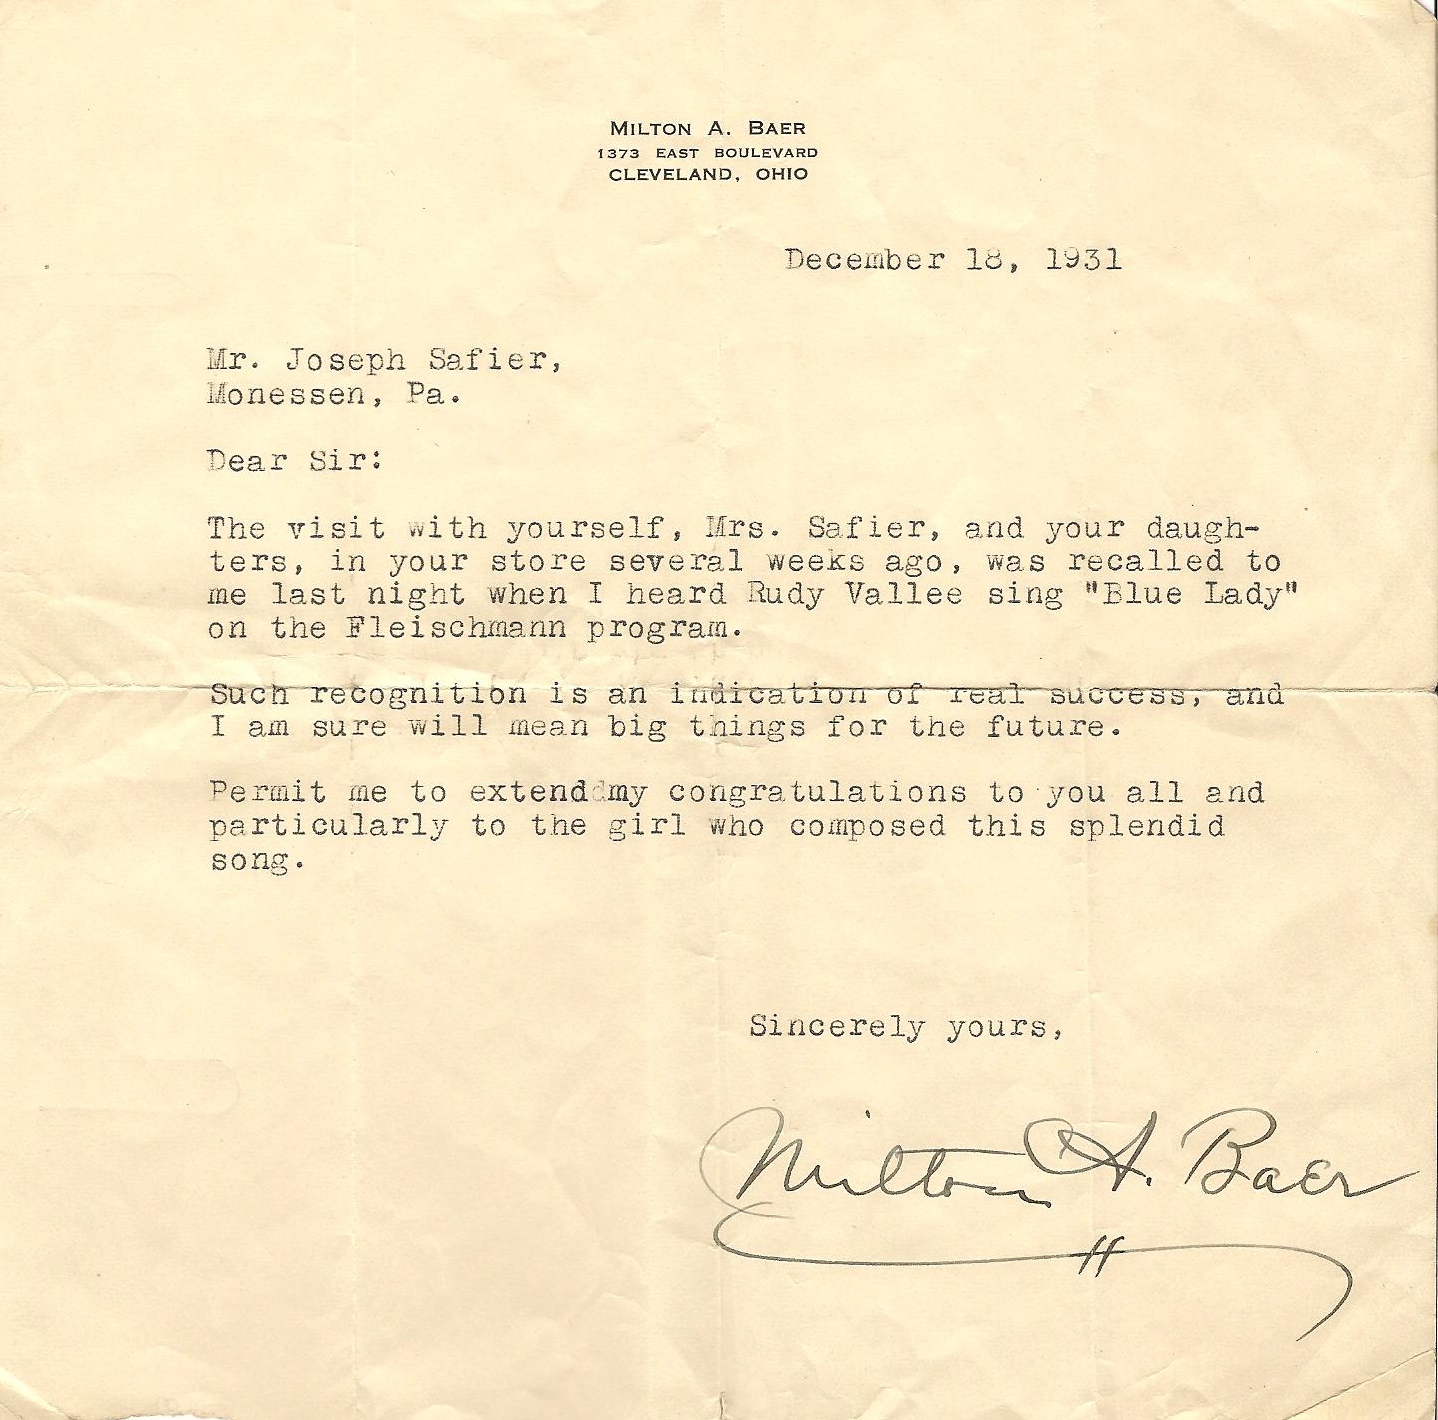 MILTON A. BAER
1373 EAST BOULEVARD
CLEVELAND, OHIO
December 18, 1931
Mr. Joseph Safier,
Monessen, Pa.
Dear Sir:
The visit with yourself, Mrs. Safier, and your daugh-
ters, in your store several weeks ago, was recalled to
me last night when I heard Rudy Vallee sing "Blue Lady"
on the Fleischmann program.
Such recognition is an indication of real success, and
I am sure will mean big things for the future.
Permit me to extend my congratulations to you all and
particularly to the girl who composed this splendid
song.
Sincerely yours,
Milton A. Baer